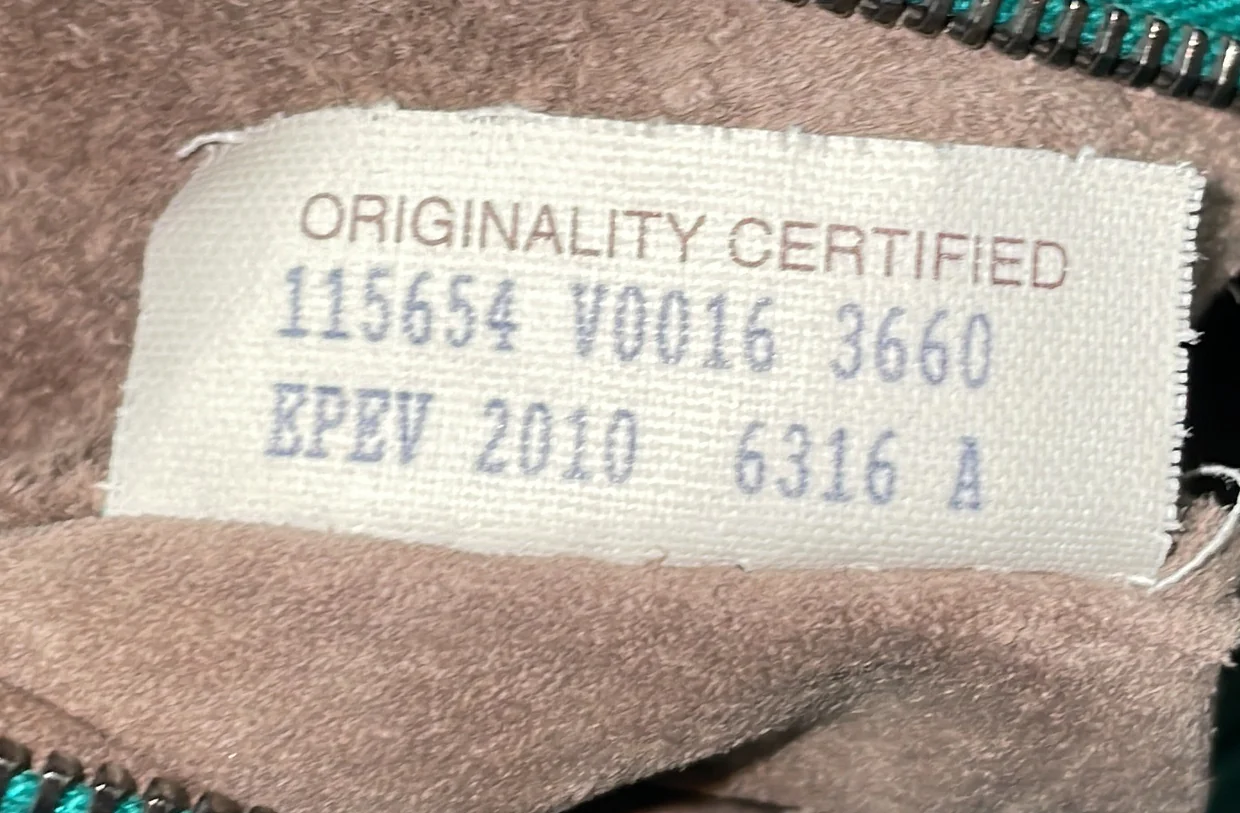 ORIGINALITY CERTIFIED
115654 V0016 3660
EPEV 2010 6316 A